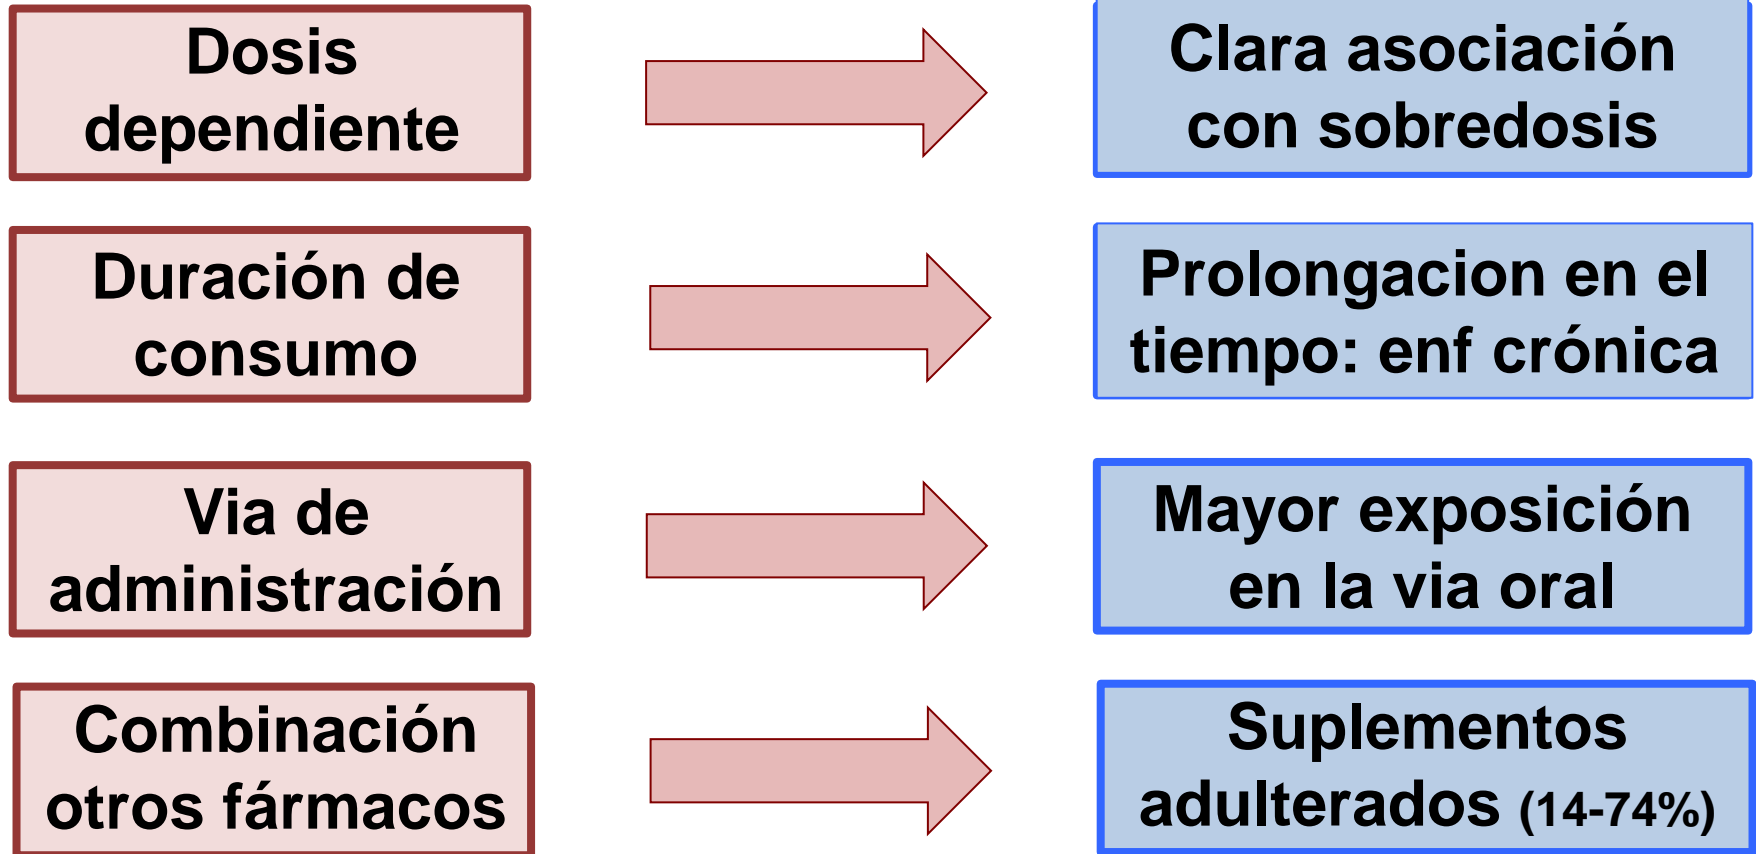 Dosis
dependiente
Clara asociación
con sobredosis
Duración de
consumo
Prolongacion en el
tiempo: enf crónica
Via de
administración
Mayor exposición
en la via oral
Combinación
otros fármacos
Suplementos
adulterados (14-74%)